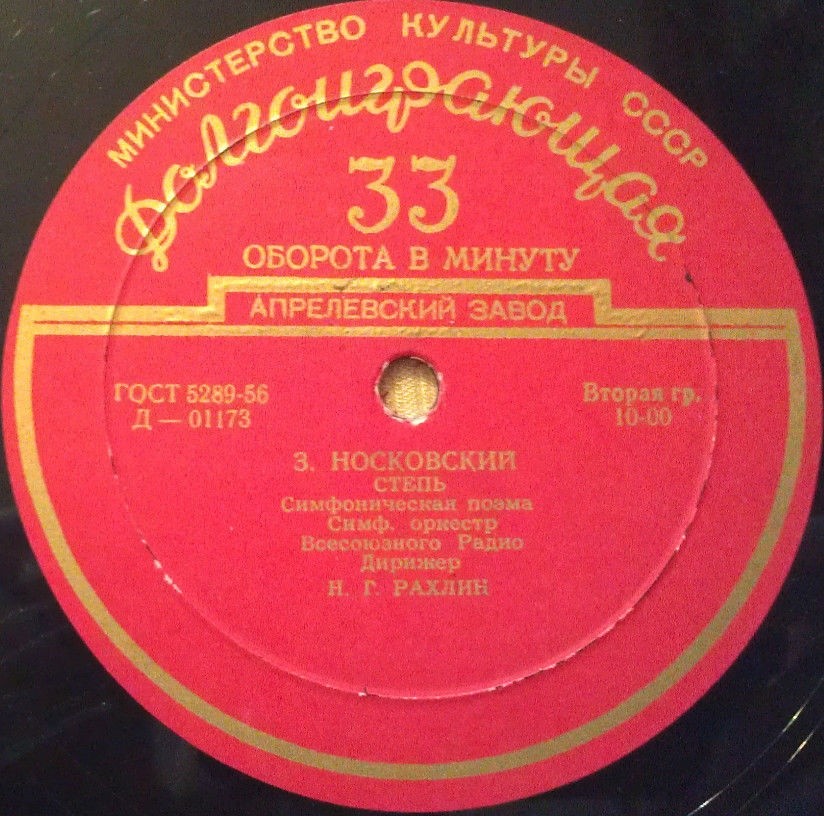 МИНИСТЕРСТВО КУЛЬТУРЫ СССР
Долгоиграющая
33
ОБОРОТА В МИНУТУ
АПРЕЛЕВСКИЙ ЗАВОД
ГОСТ 5289-56
Д — 01173
Вторая гр.
10-00
З. НОСКОВСКИЙ
СТЕПЬ
Симфоническая поэма
Симф. оркестр
Всесоюзного Радио
Дирижер
Н. Г. РАХЛИН